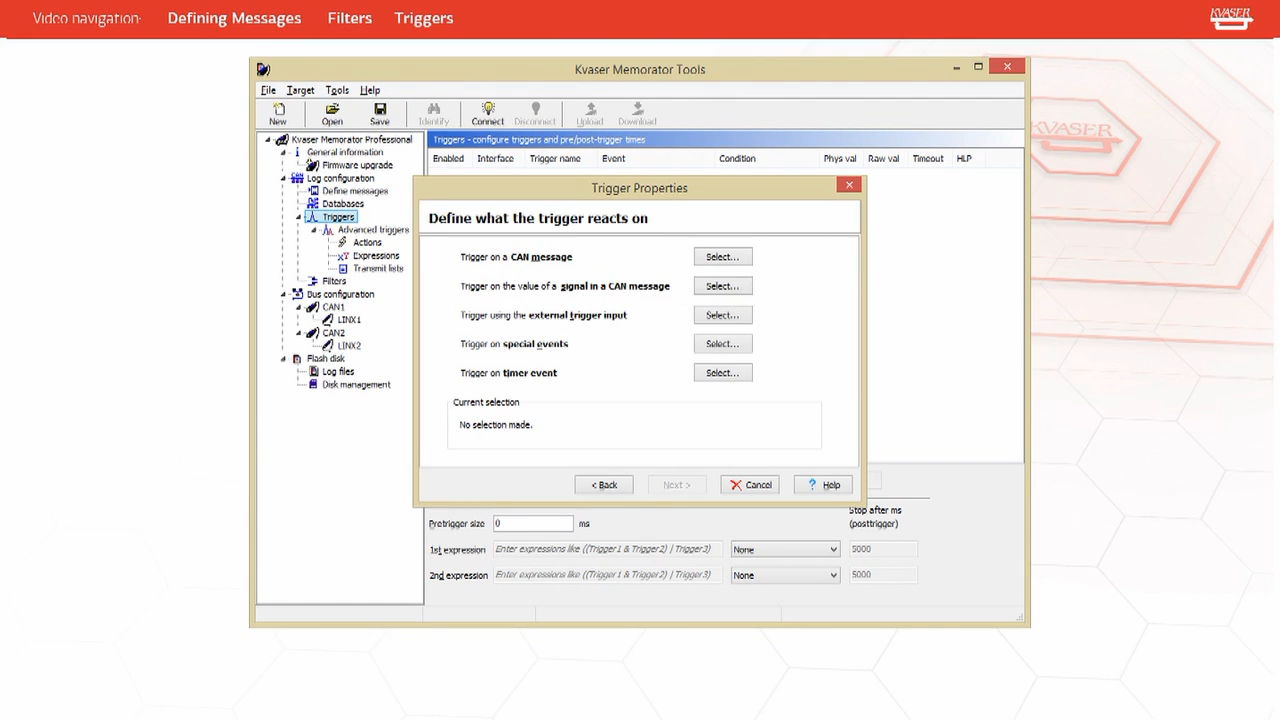 Video navigation: Defining Messages Filters Triggers KVASER
Kvaser Memorator Tools
File Target Tools Help
New Open Save Identify Connect Disconnect Upload Download
Kvaser Memorator Professional
General information
Firmware upgrade
Log configuration
Define messages
Databases
Triggers
Advanced triggers
Actions
Expressions
Transmit lists
Filters
Bus configuration
CAN1
LINX1
CAN2
LINX2
Flash disk
Log files
Disk management
Triggers - configure triggers and pre/post-trigger times
Enabled Interface Trigger name Event Condition Phys val Raw val Timeout HLP
Trigger Properties
Define what the trigger reacts on
Trigger on a CAN message Select...
Trigger on the value of a signal in a CAN message Select...
Trigger using the external trigger input Select...
Trigger on special events Select...
Trigger on timer event Select...
Current selection
No selection made.
< Back Next > Cancel Help
Stop after ms
(posttrigger)
Pretrigger size 0 ms
1st expression Enter expressions like ((Trigger1 & Trigger2) | Trigger3) None 5000
2nd expression Enter expressions like ((Trigger1 & Trigger2) | Trigger3) None 5000
KVASER